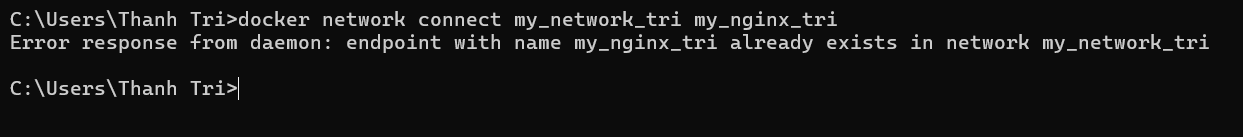 C:\Users\Thanh Tri>docker network connect my_network_tri my_nginx_tri
Error response from daemon: endpoint with name my_nginx_tri already exists in network my_network_tri
C:\Users\Thanh Tri>